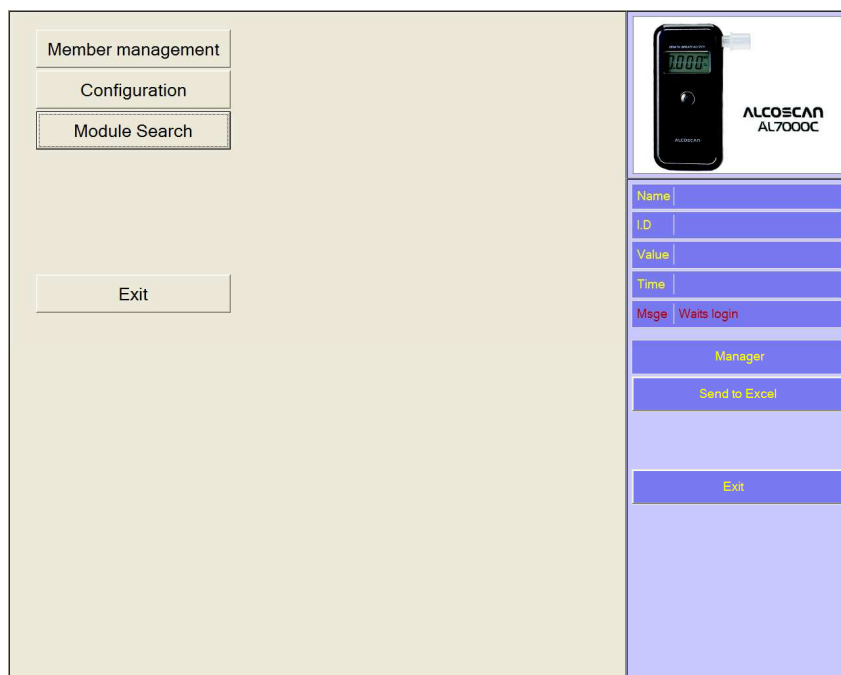 Member management
Configuration
Module Search
Exit
ALCOSCAN
AL7000C
ALCOSCAN
Name
I.D
Value
Time
Msge Waits login
Manager
Send to Excel
Exit